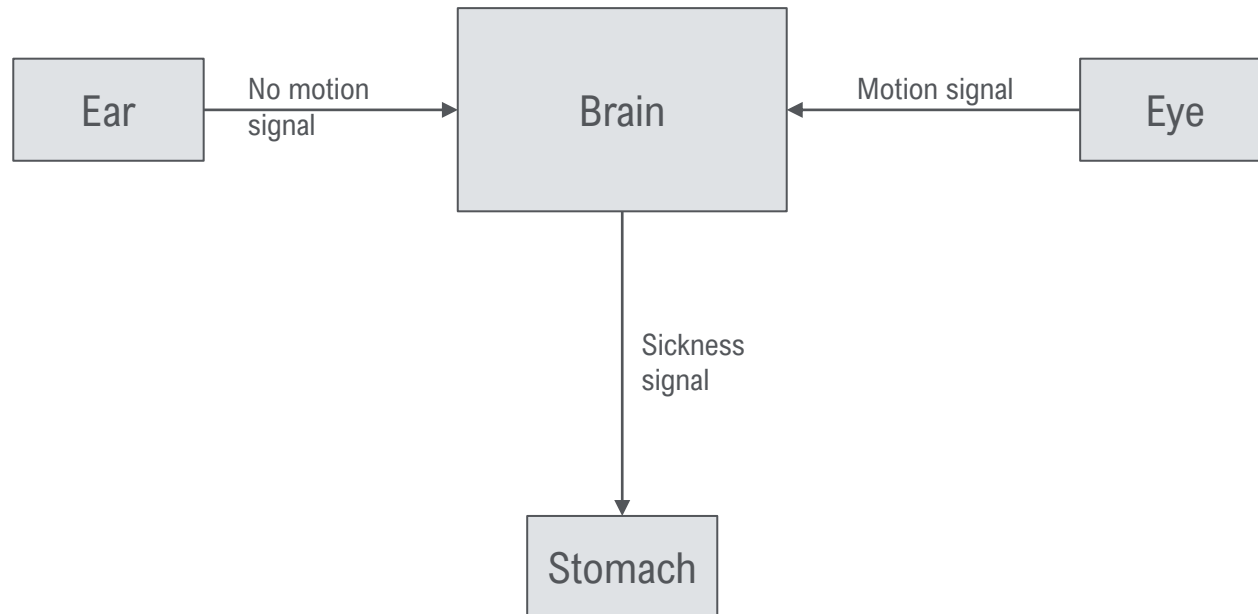 Ear
No motion
signal
Brain
Motion signal
Eye
Sickness
signal
Stomach